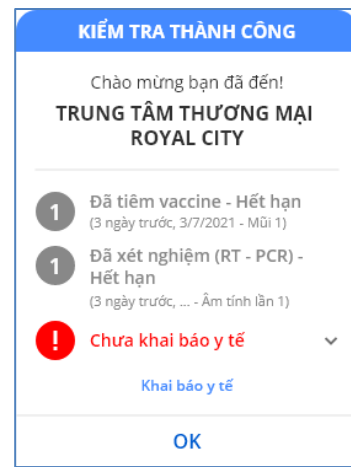 KIỂM TRA THÀNH CÔNG
Chào mừng bạn đã đến!
TRUNG TÂM THƯƠNG MẠI
ROYAL CITY
1
Đã tiêm vaccine - Hết hạn
(3 ngày trước, 3/7/2021 - Mũi 1)
1
Đã xét nghiệm (RT - PCR) -
Hết hạn
(3 ngày trước, ... - Âm tính lần 1)
!
Chưa khai báo y tế
Khai báo y tế
OK